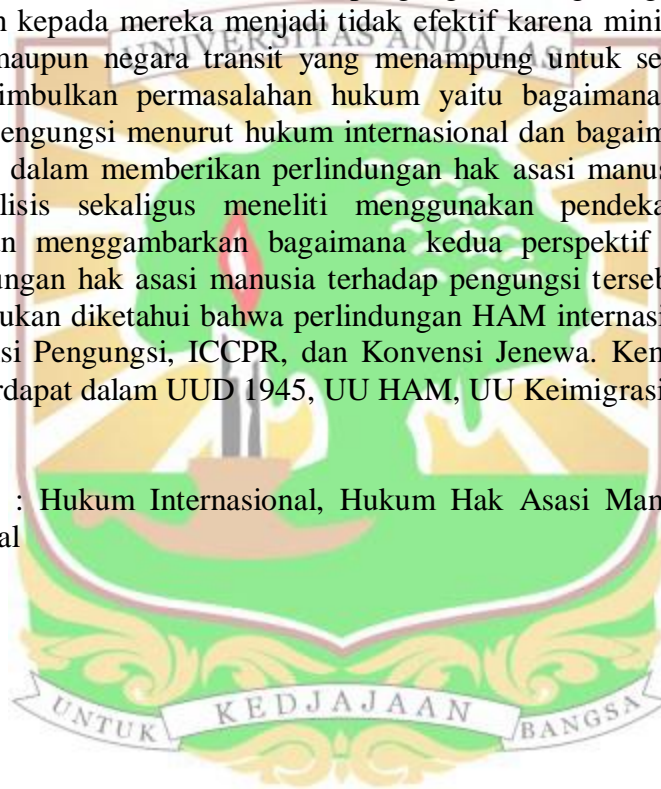 n kepada mereka menjadi tidak efektif karena mini
UNIVERSITAS ANDALAS
maupun negara transit yang menampung untuk se
imbulkan permasalahan hukum yaitu bagaimana
engungsi menurut hukum internasional dan bagaim
dalam memberikan perlindungan hak asasi manus
lisis sekaligus meneliti menggunakan pendeka
n menggambarkan bagaimana kedua perspektif
ungan hak asasi manusia terhadap pengungsi terseb
ukan diketahui bahwa perlindungan HAM internasi
si Pengungsi, ICCPR, dan Konvensi Jenewa. Ken
rdapat dalam UUD 1945, UU HAM, UU Keimigrasi
: Hukum Internasional, Hukum Hak Asasi Man
al
UNTUK KEDJAJAAN BANGSA